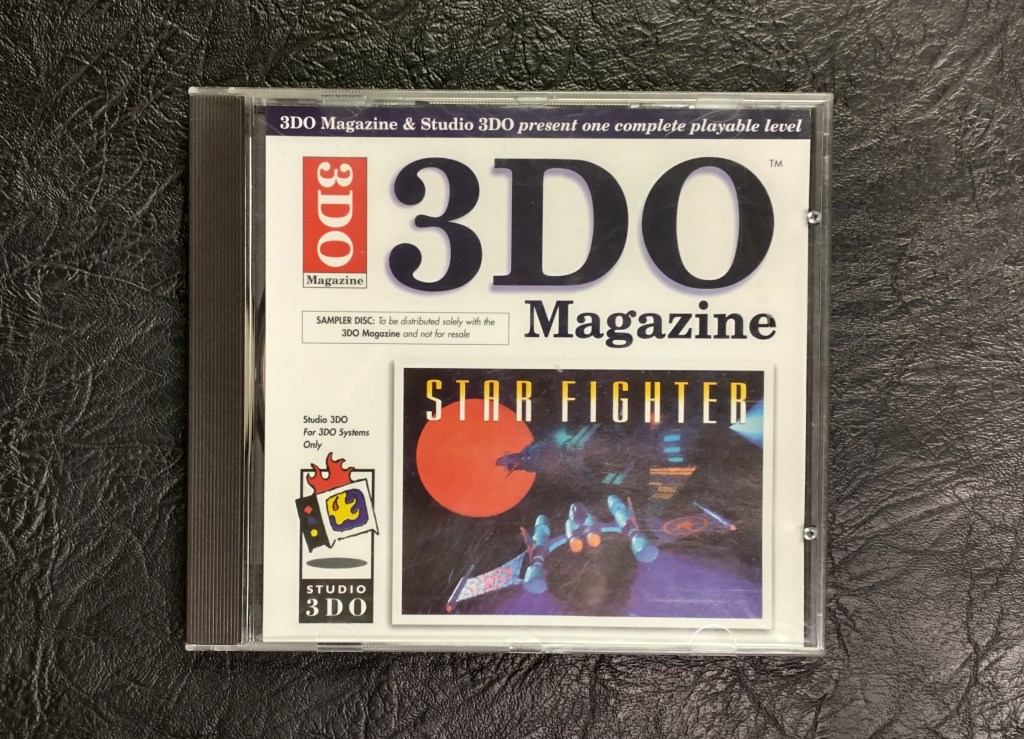 3DO Magazine & Studio 3DO present one complete playable level
3DO
Magazine
3DO
™
Magazine
SAMPLER DISC: To be distributed solely with the
3DO Magazine and not for resale
STAR FIGHTER
Studio 3DO
For 3DO Systems
Only
STUDIO
3DO